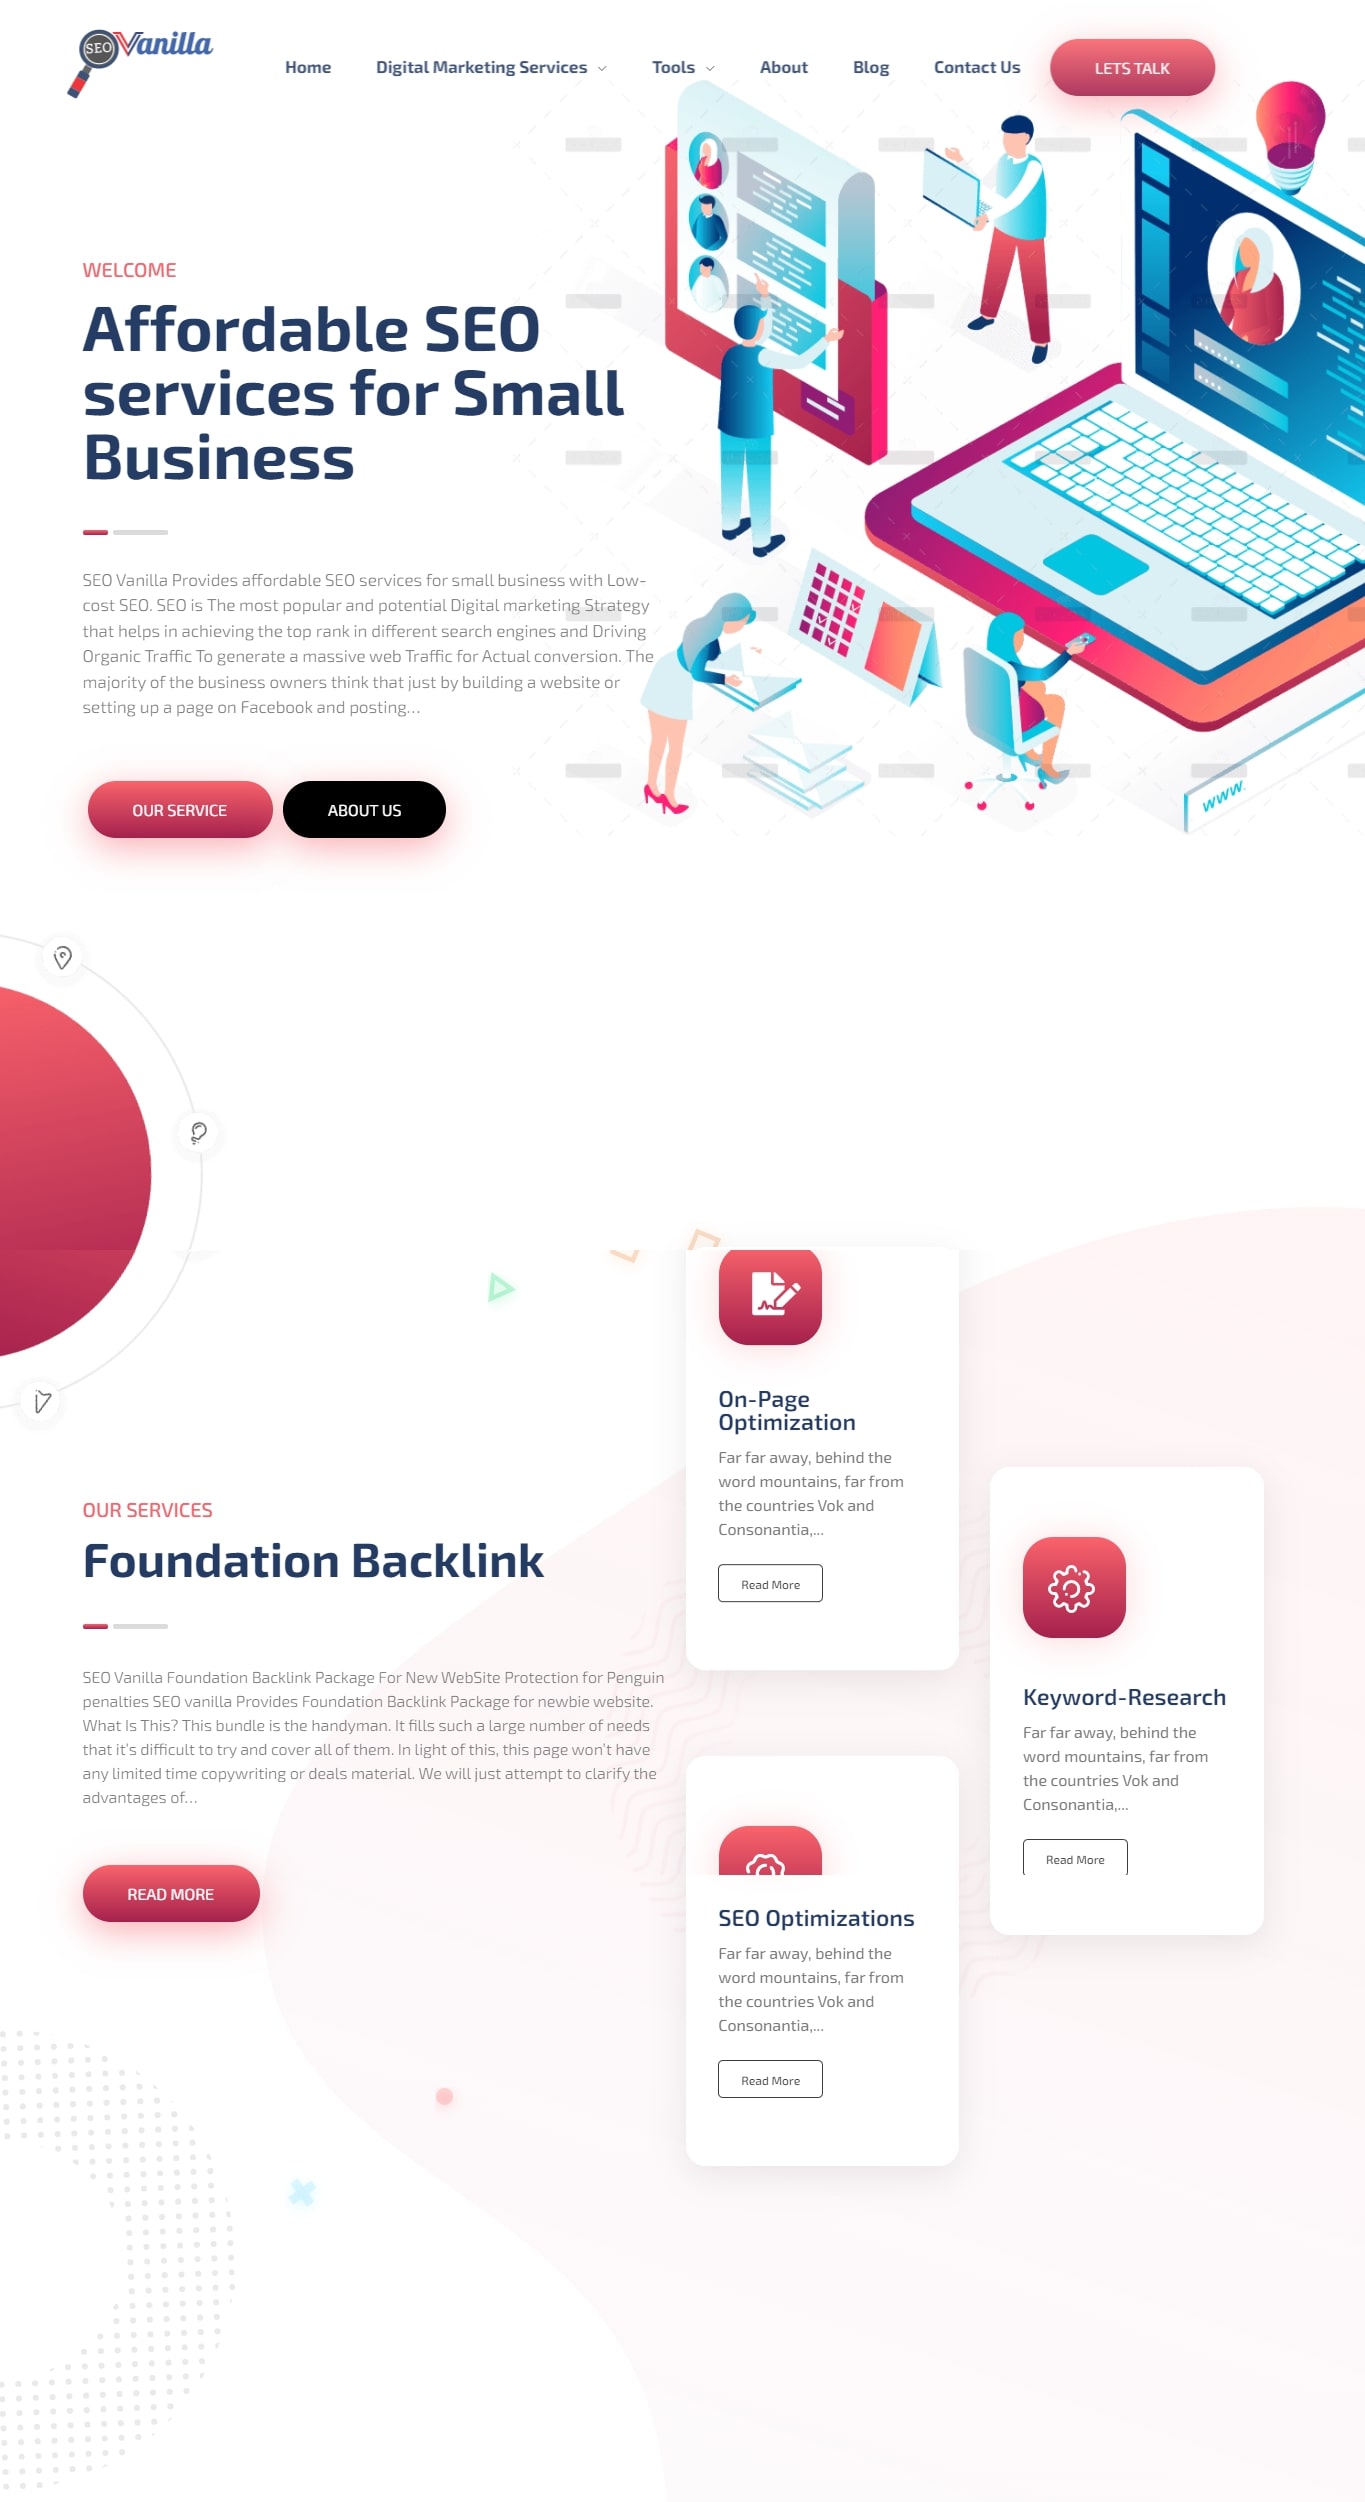 SEO Vanilla
Home
Digital Marketing Services
Tools
About
Blog
Contact Us
LETS TALK
WELCOME
Affordable SEO
services for Small
Business
SEO Vanilla Provides affordable SEO services for small business with Low-
cost SEO. SEO is The most popular and potential Digital marketing Strategy
that helps in achieving the top rank in different search engines and Driving
Organic Traffic To generate a massive web Traffic for Actual conversion. The
majority of the business owners think that just by building a website or
setting up a page on Facebook and posting…
OUR SERVICE
ABOUT US
www.
On-Page
Optimization
Far far away, behind the
word mountains, far from
the countries Vok and
Consonantia,...
Read More
OUR SERVICES
Foundation Backlink
SEO Vanilla Foundation Backlink Package For New WebSite Protection for Penguin
penalties SEO vanilla Provides Foundation Backlink Package for newbie website.
What Is This? This bundle is the handyman. It fills such a large number of needs
that it’s difficult to try and cover all of them. In light of this, this page won’t have
any limited time copywriting or deals material. We will just attempt to clarify the
advantages of…
READ MORE
Keyword-Research
Far far away, behind the
word mountains, far from
the countries Vok and
Consonantia,...
Read More
SEO Optimizations
Far far away, behind the
word mountains, far from
the countries Vok and
Consonantia,...
Read More